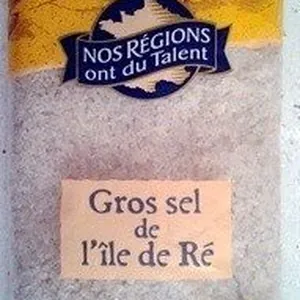 NOS RÉGIONS
ont du Talent
Gros sel
de
l'île de Ré